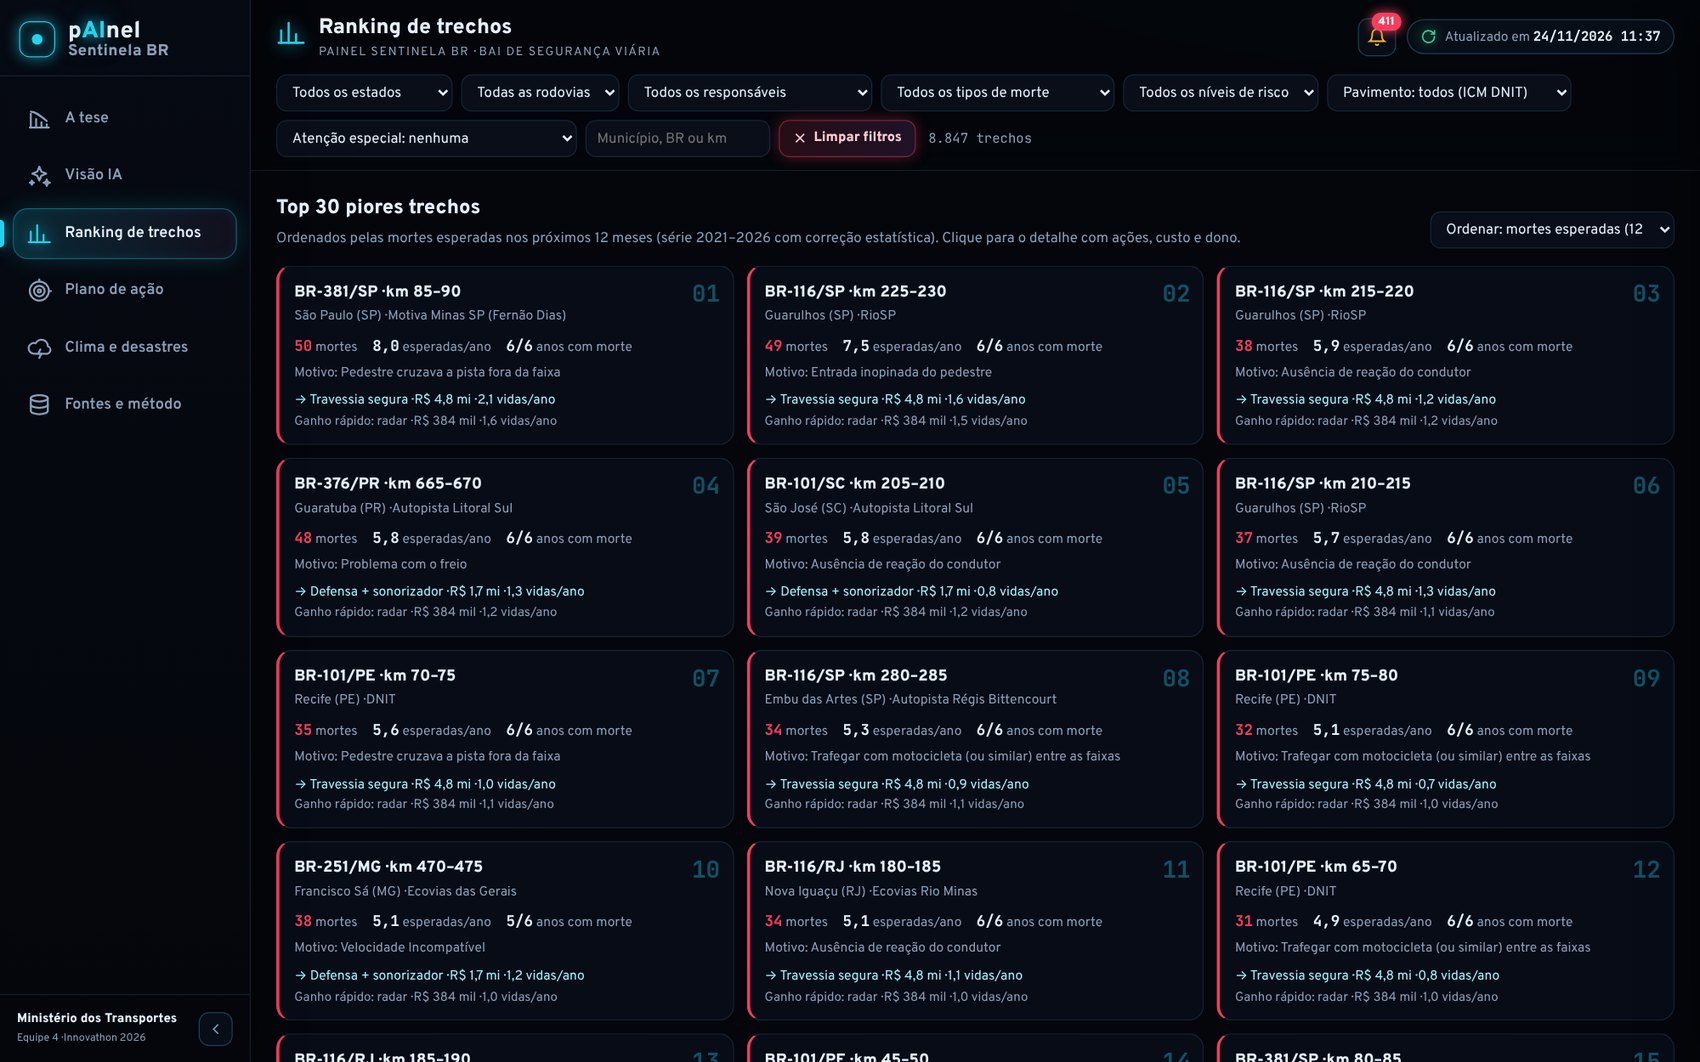 pAInel
Sentinela BR
A tese
Visão IA
Ranking de trechos
Plano de ação
Clima e desastres
Fontes e método
Ministério dos Transportes
Equipe 4 ·Innovathon 2026
Ranking de trechos
PAINEL SENTINELA BR ·BAI DE SEGURANÇA VIÁRIA
411
Atualizado em 24/11/2026 11:37
Todos os estados
Todas as rodovias
Todos os responsáveis
Todos os tipos de morte
Todos os níveis de risco
Pavimento: todos (ICM DNIT)
Atenção especial: nenhuma
Município, BR ou km
Limpar filtros
8.847 trechos
Top 30 piores trechos
Ordenados pelas mortes esperadas nos próximos 12 meses (série 2021–2026 com correção estatística). Clique para o detalhe com ações, custo e dono.
Ordenar: mortes esperadas (12
BR-381/SP ·km 85–90
01
São Paulo (SP) ·Motiva Minas SP (Fernão Dias)
50 mortes 8,0 esperadas/ano 6/6 anos com morte
Motivo: Pedestre cruzava a pista fora da faixa
→ Travessia segura ·R$ 4,8 mi ·2,1 vidas/ano
Ganho rápido: radar ·R$ 384 mil ·1,6 vidas/ano
BR-116/SP ·km 225–230
02
Guarulhos (SP) ·RioSP
49 mortes 7,5 esperadas/ano 6/6 anos com morte
Motivo: Entrada inopinada do pedestre
→ Travessia segura ·R$ 4,8 mi ·1,6 vidas/ano
Ganho rápido: radar ·R$ 384 mil ·1,5 vidas/ano
BR-116/SP ·km 215–220
03
Guarulhos (SP) ·RioSP
38 mortes 5,9 esperadas/ano 6/6 anos com morte
Motivo: Ausência de reação do condutor
→ Travessia segura ·R$ 4,8 mi ·1,2 vidas/ano
Ganho rápido: radar ·R$ 384 mil ·1,2 vidas/ano
BR-376/PR ·km 665–670
04
Guaratuba (PR) ·Autopista Litoral Sul
48 mortes 5,8 esperadas/ano 6/6 anos com morte
Motivo: Problema com o freio
→ Defensa + sonorizador ·R$ 1,7 mi ·1,3 vidas/ano
Ganho rápido: radar ·R$ 384 mil ·1,2 vidas/ano
BR-101/SC ·km 205–210
05
São José (SC) ·Autopista Litoral Sul
39 mortes 5,8 esperadas/ano 6/6 anos com morte
Motivo: Ausência de reação do condutor
→ Defensa + sonorizador ·R$ 1,7 mi ·0,8 vidas/ano
Ganho rápido: radar ·R$ 384 mil ·1,2 vidas/ano
BR-116/SP ·km 210–215
06
Guarulhos (SP) ·RioSP
37 mortes 5,7 esperadas/ano 6/6 anos com morte
Motivo: Ausência de reação do condutor
→ Travessia segura ·R$ 4,8 mi ·1,3 vidas/ano
Ganho rápido: radar ·R$ 384 mil ·1,1 vidas/ano
BR-101/PE ·km 70–75
07
Recife (PE) ·DNIT
35 mortes 5,6 esperadas/ano 6/6 anos com morte
Motivo: Pedestre cruzava a pista fora da faixa
→ Travessia segura ·R$ 4,8 mi ·1,0 vidas/ano
Ganho rápido: radar ·R$ 384 mil ·1,1 vidas/ano
BR-116/SP ·km 280–285
08
Embu das Artes (SP) ·Autopista Régis Bittencourt
34 mortes 5,3 esperadas/ano 6/6 anos com morte
Motivo: Trafegar com motocicleta (ou similar) entre as faixas
→ Travessia segura ·R$ 4,8 mi ·0,9 vidas/ano
Ganho rápido: radar ·R$ 384 mil ·1,1 vidas/ano
BR-101/PE ·km 75–80
09
Recife (PE) ·DNIT
32 mortes 5,1 esperadas/ano 6/6 anos com morte
Motivo: Trafegar com motocicleta (ou similar) entre as faixas
→ Travessia segura ·R$ 4,8 mi ·0,7 vidas/ano
Ganho rápido: radar ·R$ 384 mil ·1,0 vidas/ano
BR-251/MG ·km 470–475
10
Francisco Sá (MG) ·Ecovias das Gerais
38 mortes 5,1 esperadas/ano 5/6 anos com morte
Motivo: Velocidade Incompatível
→ Defensa + sonorizador ·R$ 1,7 mi ·1,2 vidas/ano
Ganho rápido: radar ·R$ 384 mil ·1,0 vidas/ano
BR-116/RJ ·km 180–185
11
Nova Iguaçu (RJ) ·Ecovias Rio Minas
34 mortes 5,1 esperadas/ano 6/6 anos com morte
Motivo: Ausência de reação do condutor
→ Travessia segura ·R$ 4,8 mi ·1,1 vidas/ano
Ganho rápido: radar ·R$ 384 mil ·1,0 vidas/ano
BR-101/PE ·km 65–70
12
Recife (PE) ·DNIT
31 mortes 4,9 esperadas/ano 6/6 anos com morte
Motivo: Trafegar com motocicleta (ou similar) entre as faixas
→ Travessia segura ·R$ 4,8 mi ·0,8 vidas/ano
Ganho rápido: radar ·R$ 384 mil ·1,0 vidas/ano
BR-116/RJ ·km 185–190
13
BR-101/PE ·km 45–50
14
BR-381/SP ·km 80–85
15